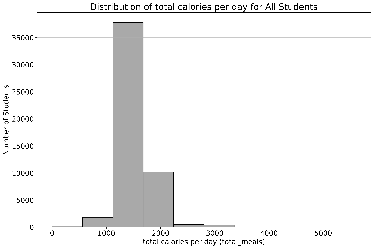 Distribution of total calories per day for All Students
Number of Students
35000
30000
25000
20000
15000
10000
5000
0
0 1000 2000 3000 4000 5000
total calories per day (total_meals)